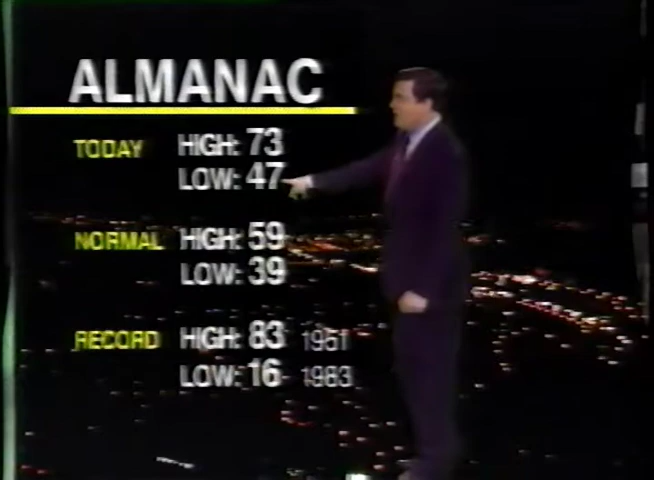 ALMANAC
TODAY HIGH: 73
LOW: 47
NORMAL HIGH: 59
LOW: 39
RECORD HIGH: 83 1951
LOW: 16 1983